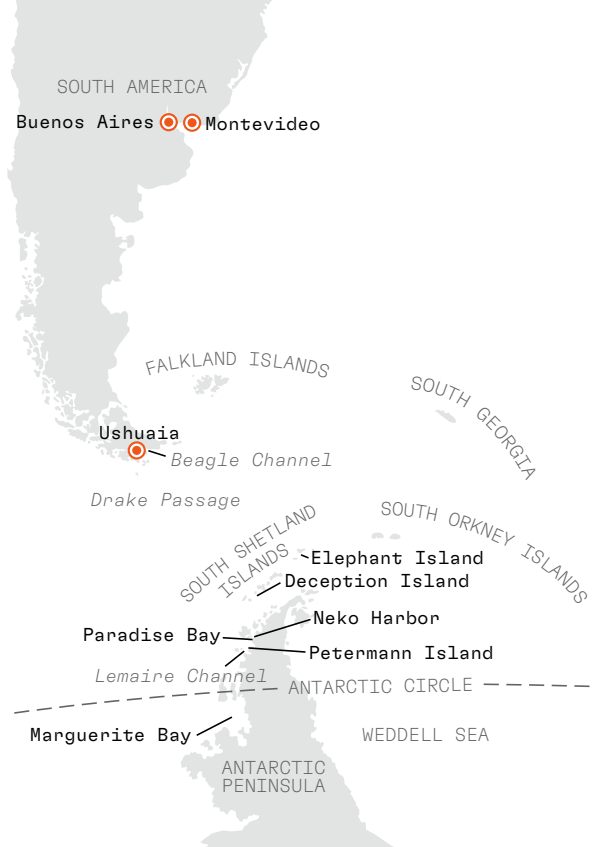 SOUTH AMERICA
Buenos Aires
Montevideo
FALKLAND ISLANDS
SOUTH GEORGIA
Ushuaia
Beagle Channel
Drake Passage
SOUTH SHETLAND
ISLANDS
SOUTH ORKNEY ISLANDS
Elephant Island
Deception Island
Neko Harbor
Paradise Bay
Petermann Island
Lemaire Channel
ANTARCTIC CIRCLE
Marguerite Bay
WEDDELL SEA
ANTARCTIC
PENINSULA